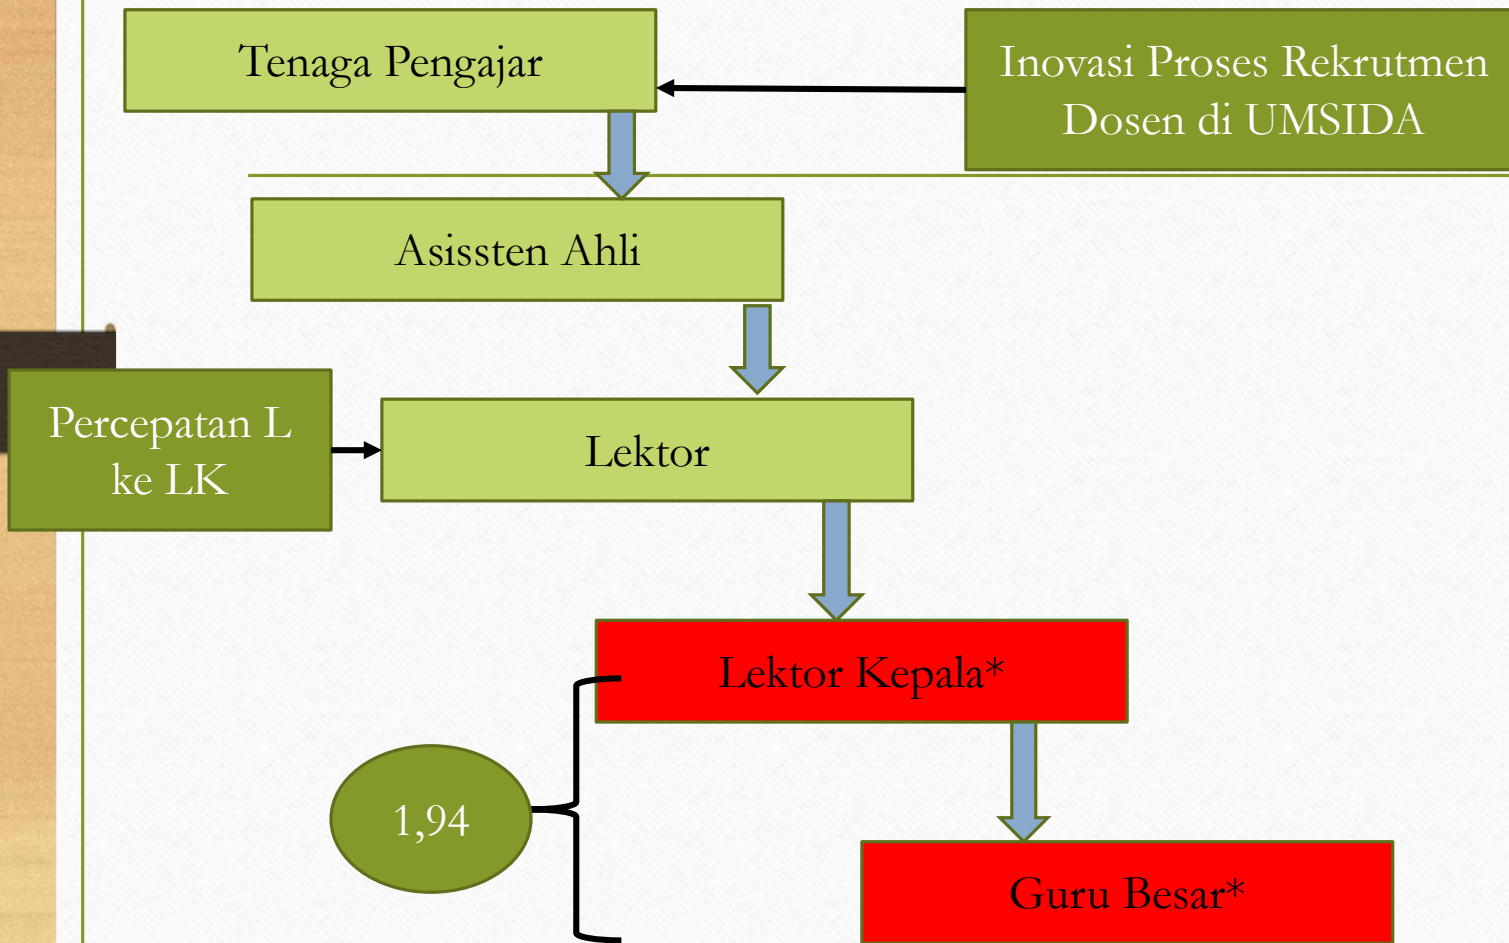 Tenaga Pengajar
Inovasi Proses Rekrutmen
Dosen di UMSIDA
Asissten Ahli
Percepatan L
ke LK
Lektor
Lektor Kepala*
1,94
Guru Besar*